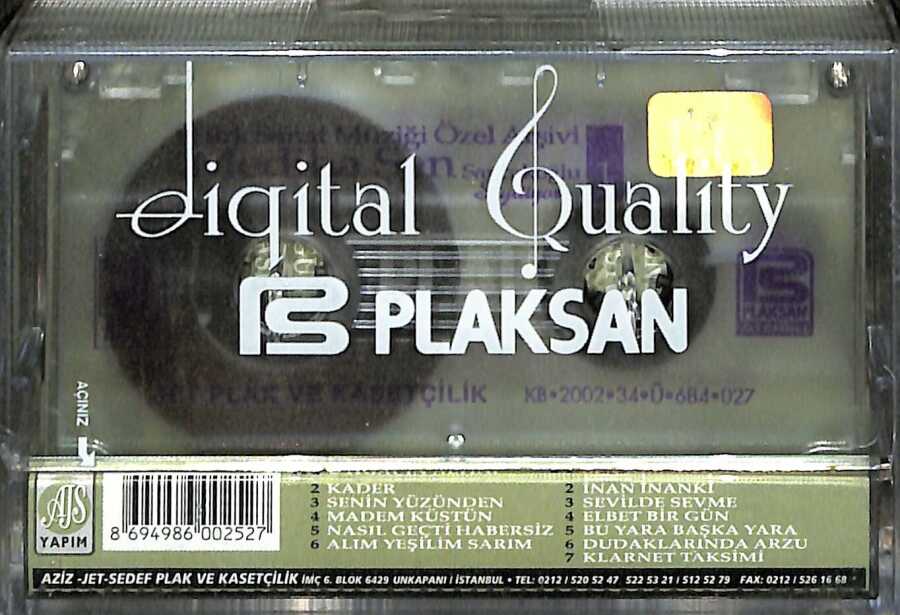 Müziği Özel Arşivi
Digital Quality
PLAKSAN
PLAKSAN
PLAK VE KASETÇİLİK KB•2002•34•Ü•684•027
AÇINIZ
2 KADER
3 SENİN YÜZÜNDEN
4 MADEM KÜSTÜN
5 NASIL GEÇTİ HABERSİZ
6 ALIM YEŞİLİM SARIM
2 İNAN İNANKİ
3 SEVİLDE SEVME
4 ELBET BİR GÜN
5 BU YARA BAŞKA YARA
6 DUDAKLARINDA ARZU
7 KLARNET TAKSİMİ
AJS
YAPIM
8 694986 002527
AZİZ -JET-SEDEF PLAK VE KASETÇİLİK İMÇ 6. BLOK 6429 UNKAPANI / İSTANBUL • TEL: 0212 / 520 52 47 522 53 21 / 512 52 79 FAX: 0212 / 526 16 68